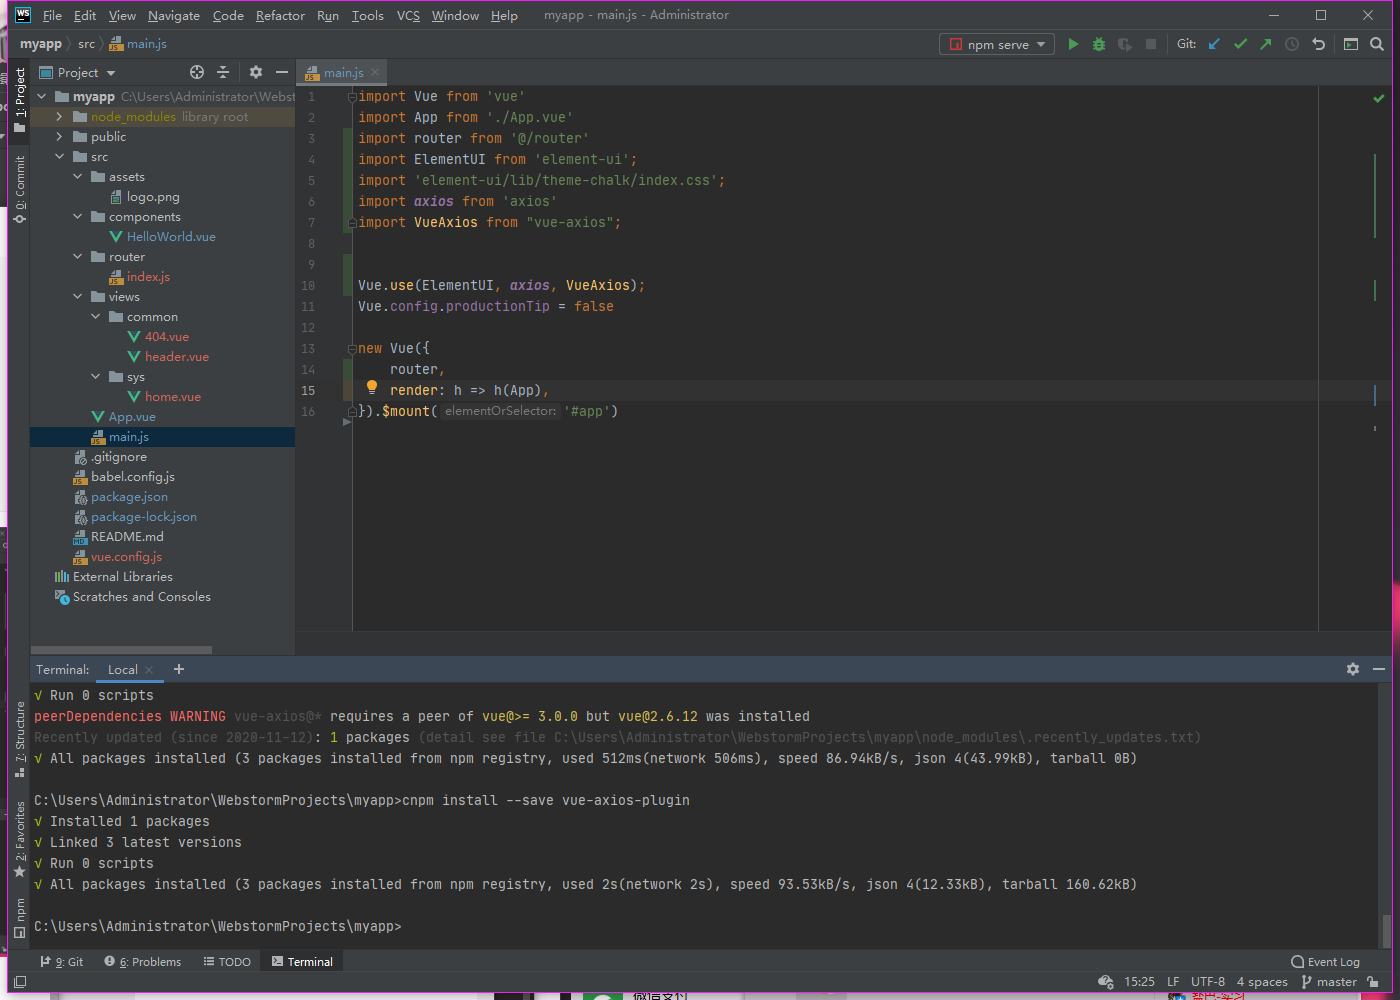 File Edit View Navigate Code Refactor Run Tools VCS Window Help myapp - main.js - Administrator
myapp src main.js npm serve Git:
Project main.js
1: Project
0: Commit
7: Structure
2: Favorites
npm
myapp C:\Users\Administrator\Webst
node_modules library root
public
src
assets
logo.png
components
HelloWorld.vue
router
index.js
views
common
404.vue
header.vue
sys
home.vue
App.vue
main.js
.gitignore
babel.config.js
package.json
package-lock.json
README.md
vue.config.js
External Libraries
Scratches and Consoles
1 import Vue from 'vue'
2 import App from './App.vue'
3 import router from '@/router'
4 import ElementUI from 'element-ui';
5 import 'element-ui/lib/theme-chalk/index.css';
6 import axios from 'axios'
7 import VueAxios from "vue-axios";
8
9
10 Vue.use(ElementUI, axios, VueAxios);
11 Vue.config.productionTip = false
12
13 new Vue({
14 router,
15 render: h => h(App),
16 }).$mount( elementOrSelector: '#app')
Terminal: Local +
√ Run 0 scripts
peerDependencies WARNING vue-axios@* requires a peer of vue@>= 3.0.0 but vue@2.6.12 was installed
Recently updated (since 2020-11-12): 1 packages (detail see file C:\Users\Administrator\WebstormProjects\myapp\node_modules\.recently_updates.txt)
√ All packages installed (3 packages installed from npm registry, used 512ms(network 506ms), speed 86.94kB/s, json 4(43.99kB), tarball 0B)
C:\Users\Administrator\WebstormProjects\myapp>cnpm install --save vue-axios-plugin
√ Installed 1 packages
√ Linked 3 latest versions
√ Run 0 scripts
√ All packages installed (3 packages installed from npm registry, used 2s(network 2s), speed 93.53kB/s, json 4(12.33kB), tarball 160.62kB)
C:\Users\Administrator\WebstormProjects\myapp>
9: Git 6: Problems TODO Terminal Event Log
15:25 LF UTF-8 4 spaces master